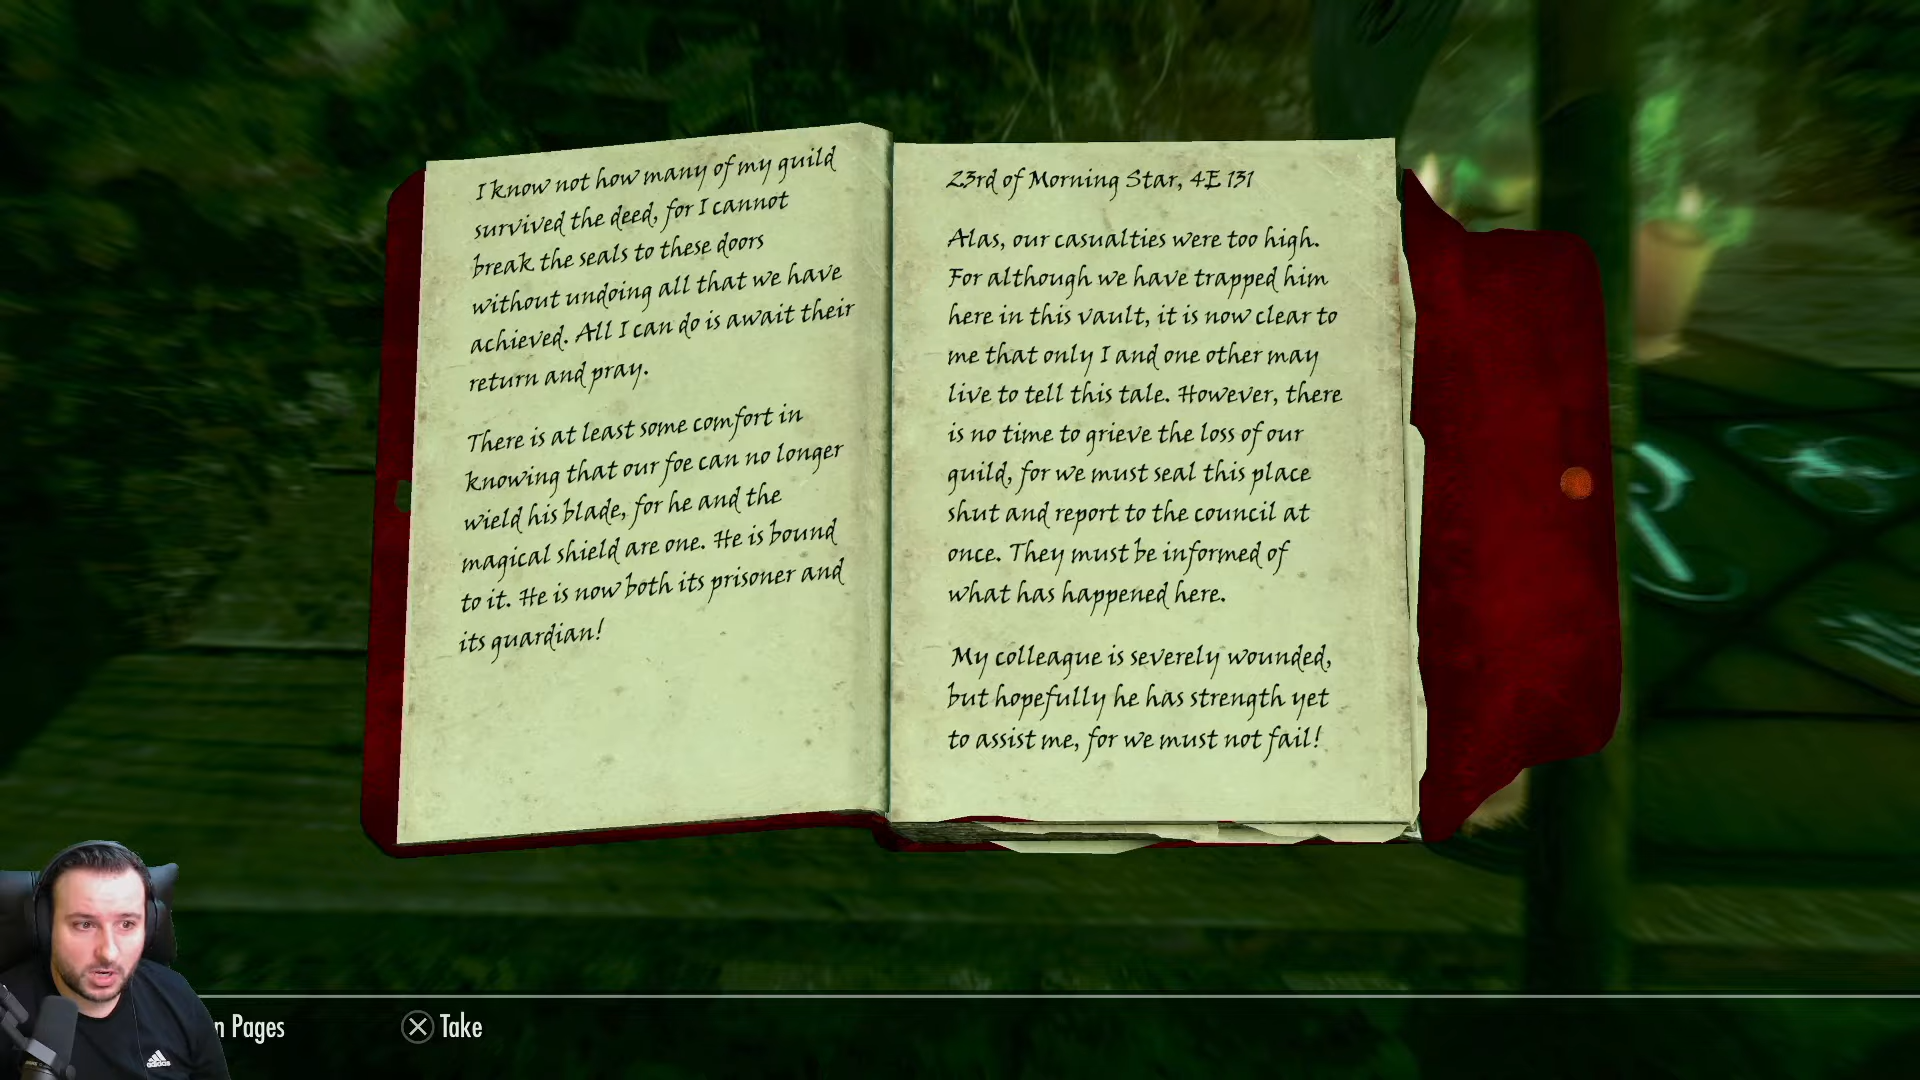 I know not how many of my guild
survived the deed, for I cannot
break the seals to these doors
without undoing all that we have
achieved. All I can do is await their
return and pray.
There is at least some comfort in
knowing that our foe can no longer
wield his blade, for he and the
magical shield are one. He is bound
to it. He is now both its prisoner and
its guardian!
23rd of Morning Star, 4E 131
Alas, our casualties were too high.
For although we have trapped him
here in this vault, it is now clear to
me that only I and one other may
live to tell this tale. However, there
is no time to grieve the loss of our
guild, for we must seal this place
shut and report to the council at
once. They must be informed of
what has happened here.
My colleague is severely wounded,
but hopefully he has strength yet
to assist me, for we must not fail!
n Pages
Take
adidas